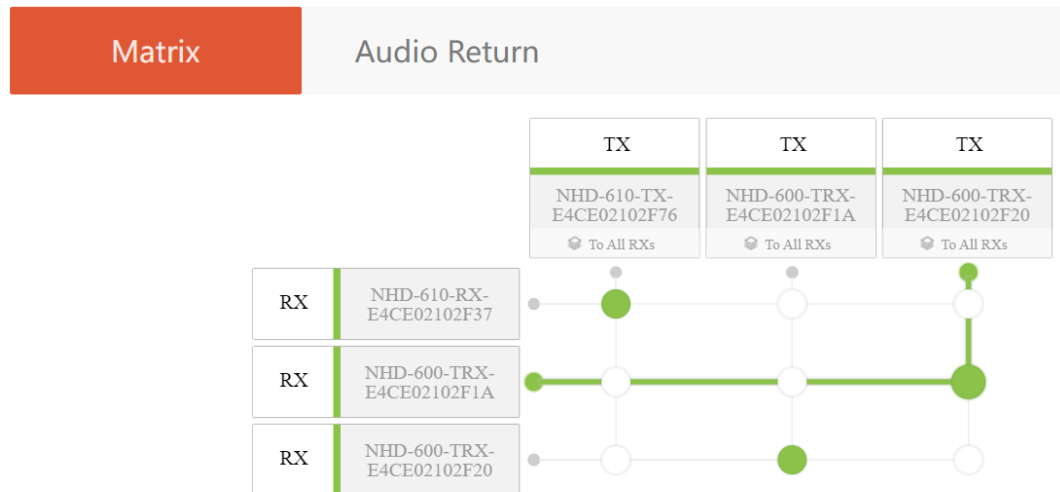 Matrix
Audio Return
TX
TX
TX
NHD-610-TX-
E4CE02102F76
NHD-600-TRX-
E4CE02102F1A
NHD-600-TRX-
E4CE02102F20
To All RXs
To All RXs
To All RXs
RX
NHD-610-RX-
E4CE02102F37
RX
NHD-600-TRX-
E4CE02102F1A
RX
NHD-600-TRX-
E4CE02102F20